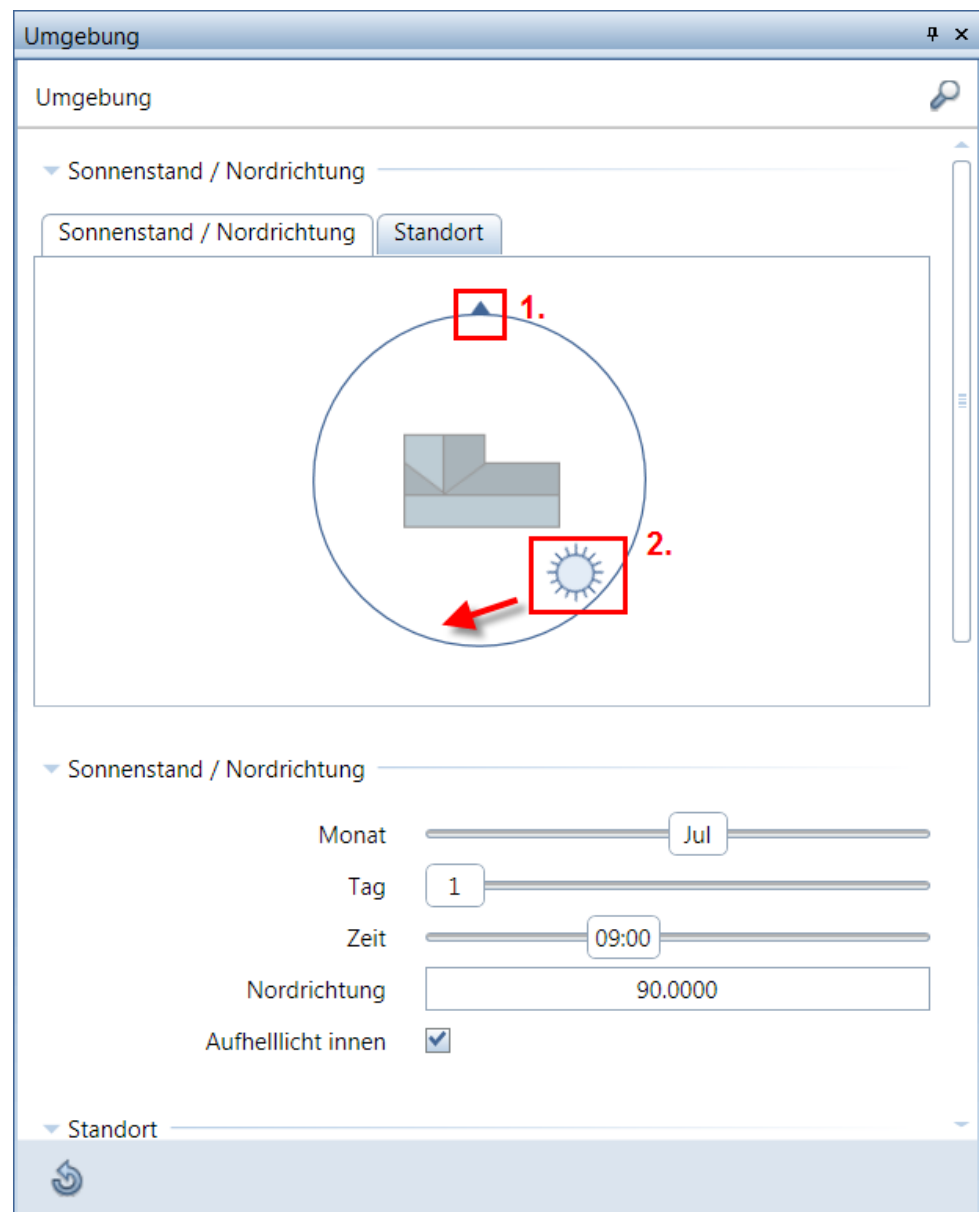 Umgebung
Umgebung
Sonnenstand / Nordrichtung
Sonnenstand / Nordrichtung Standort
1.
2.
Sonnenstand / Nordrichtung
Monat Jul
Tag 1
Zeit 09:00
Nordrichtung 90.0000
Aufhelllicht innen
Standort